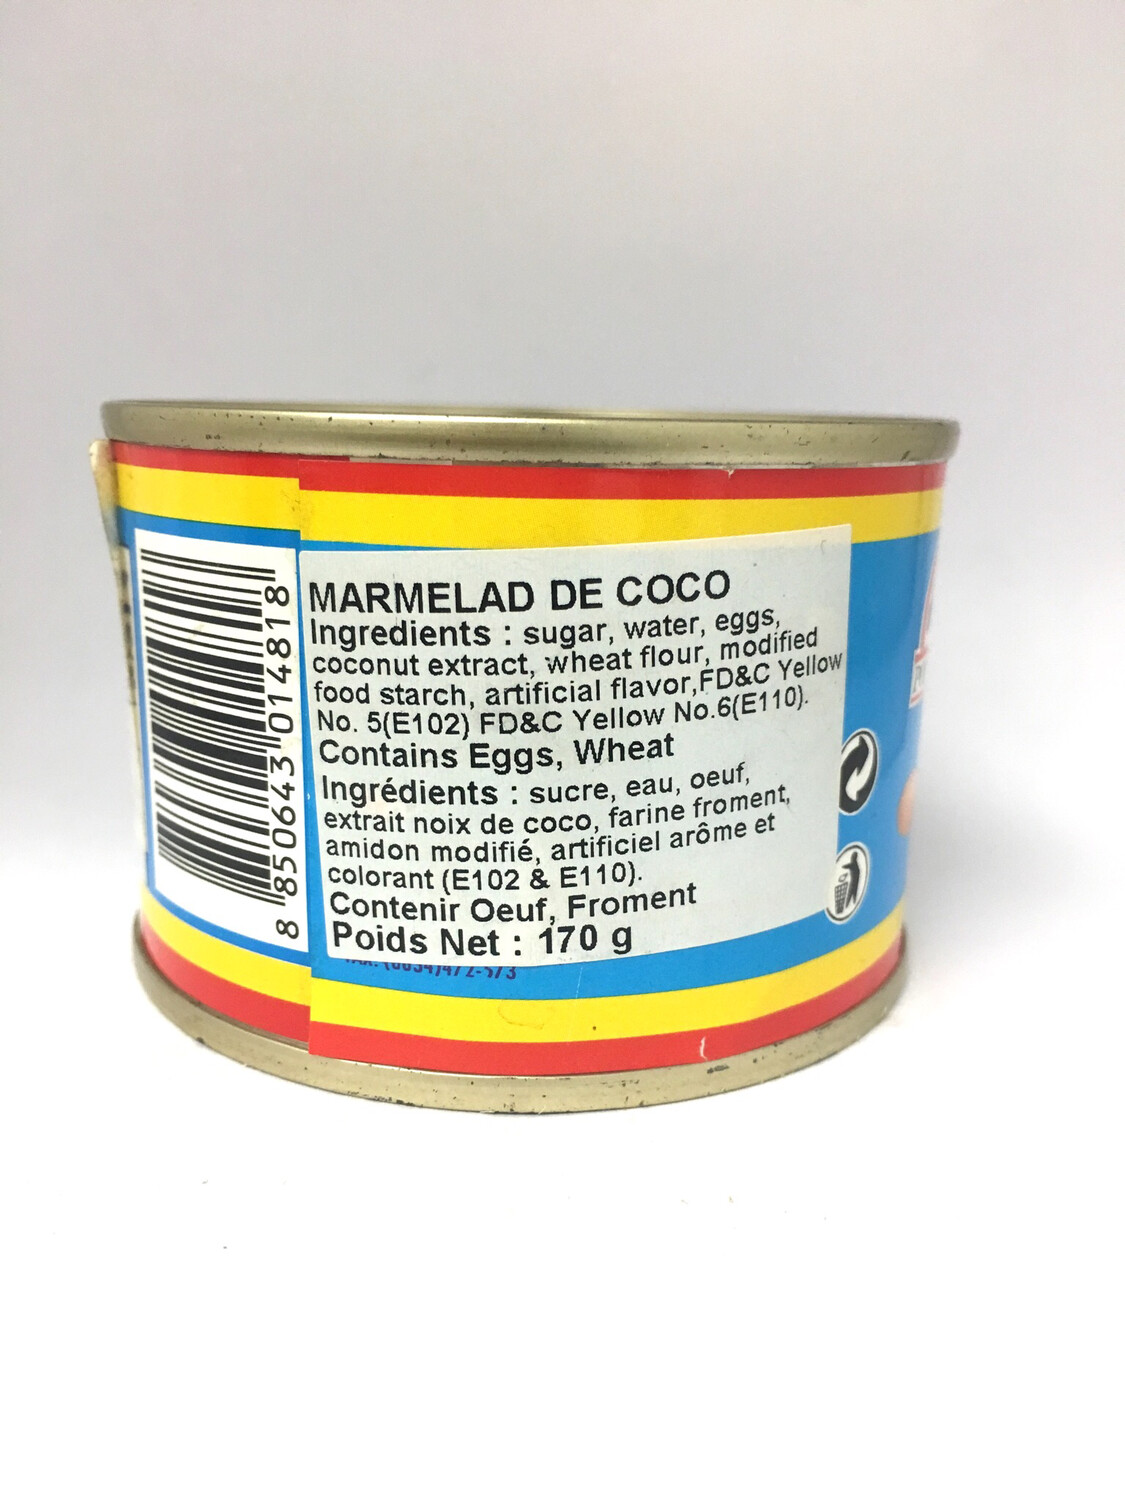 MARMELAD DE COCO
Ingredients : sugar, water, eggs,
coconut extract, wheat flour, modified
food starch, artificial flavor,FD&C Yellow
No. 5(E102) FD&C Yellow No.6(E110).
Contains Eggs, Wheat
Ingrédients : sucre, eau, oeuf,
extrait noix de coco, farine froment,
amidon modifié, artificiel arôme et
colorant (E102 & E110).
Contenir Oeuf, Froment
Poids Net : 170 g
8 850643 014818